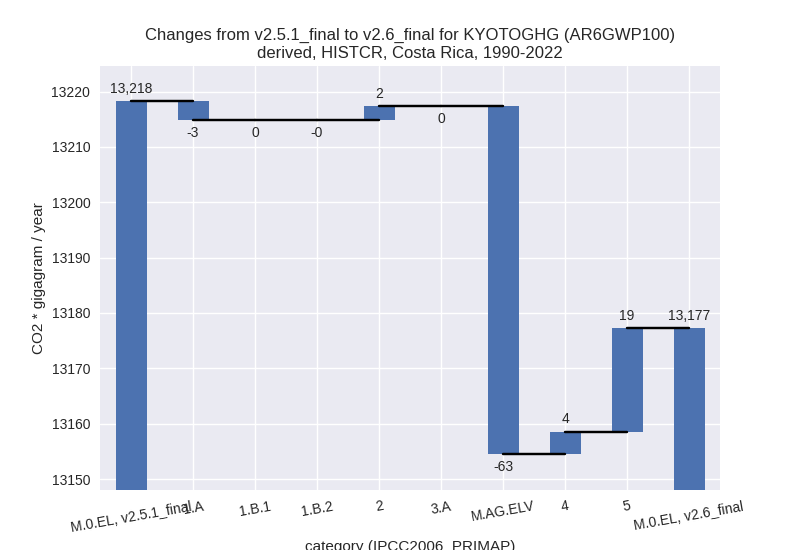 Changes from v2.5.1_final to v2.6_final for KYOTOGHG (AR6GWP100)
derived, HISTCR, Costa Rica, 1990-2022
CO2 * gigagram / year
13220
13210
13200
13190
13180
13170
13160
13150
13,218
-3
0
-0
2
0
-63
4
19
13,177
M.0.EL, v2.5.1_final
1.A
1.B.1
1.B.2
2
3.A
M.AG.ELV
4
5
M.0.EL, v2.6_final
category (IPCC2006_PRIMAP)